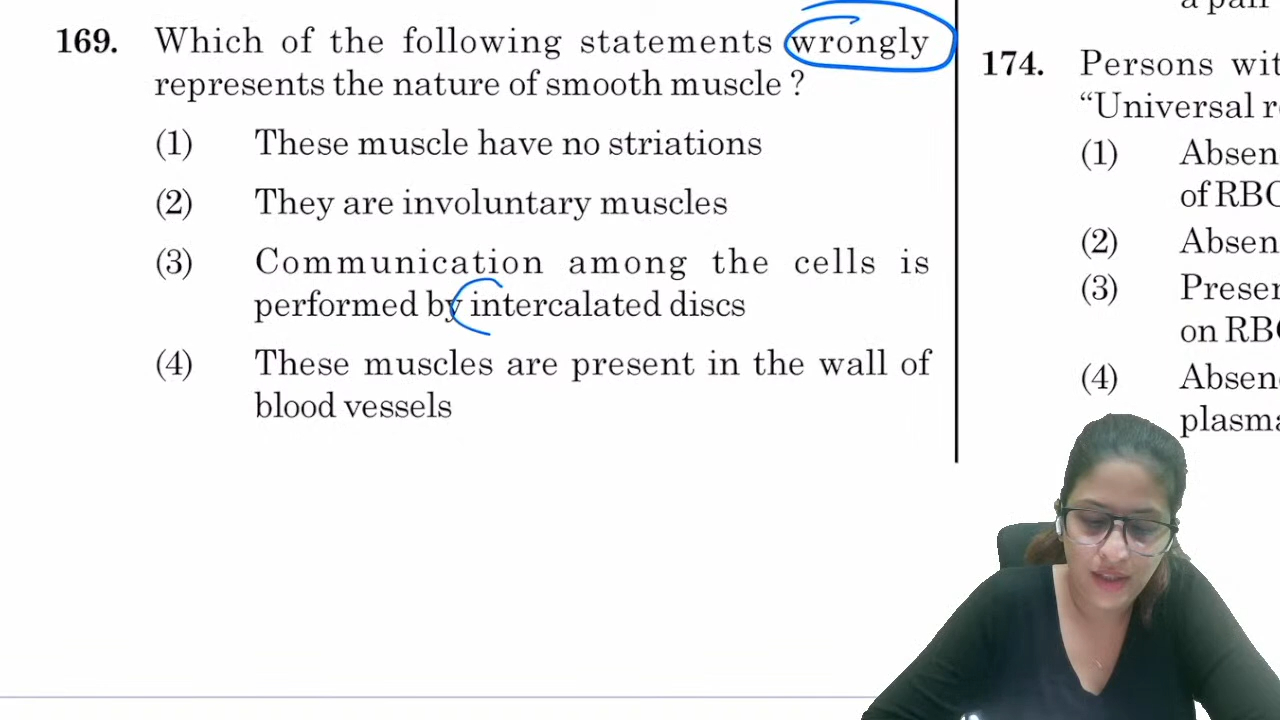 169. Which of the following statements wrongly
represents the nature of smooth muscle ?
(1) These muscle have no striations
(2) They are involuntary muscles
(3) Communication among the cells is
performed by intercalated discs
(4) These muscles are present in the wall of
blood vessels
a pair
174. Persons wit
“Universal r
(1) Absen
of RBC
(2) Absen
(3) Presen
on RB
(4) Absen
plasma